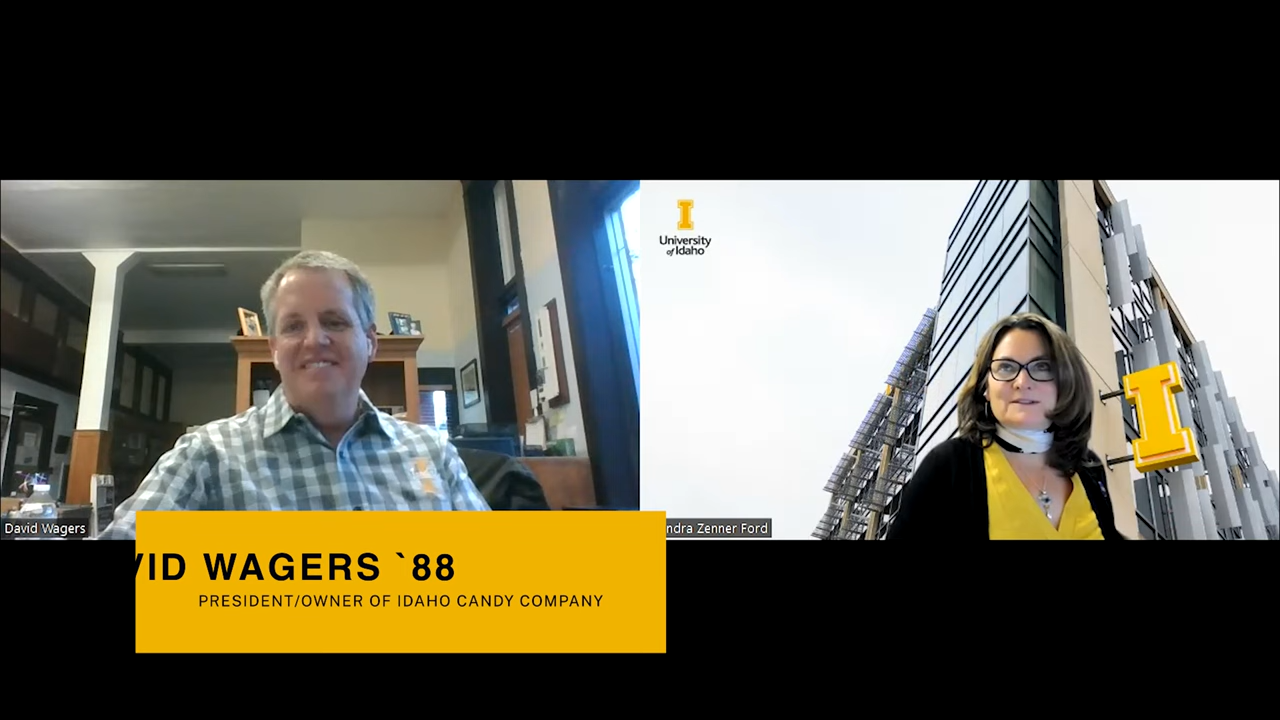 I
University
of Idaho
I
David Wagers
ndra Zenner Ford
VID WAGERS `88
PRESIDENT/OWNER OF IDAHO CANDY COMPANY